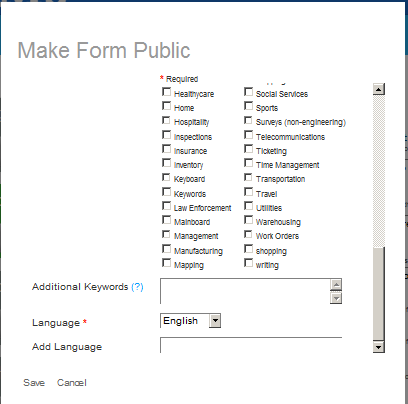 Make Form Public
* Required
Healthycare Social Services
Home Sports
Hospitality Surveys (non-engineering)
Inspections Telecommunications
Insurance Ticketing
Inventory Time Management
Keyboard Transportation
Keywords Travel
Law Enforcement Utilities
Mainboard Warehousing
Management Work Orders
Manufacturing shopping
Mapping writing
Additional Keywords (?)
Language * English
Add Language
Save Cancel